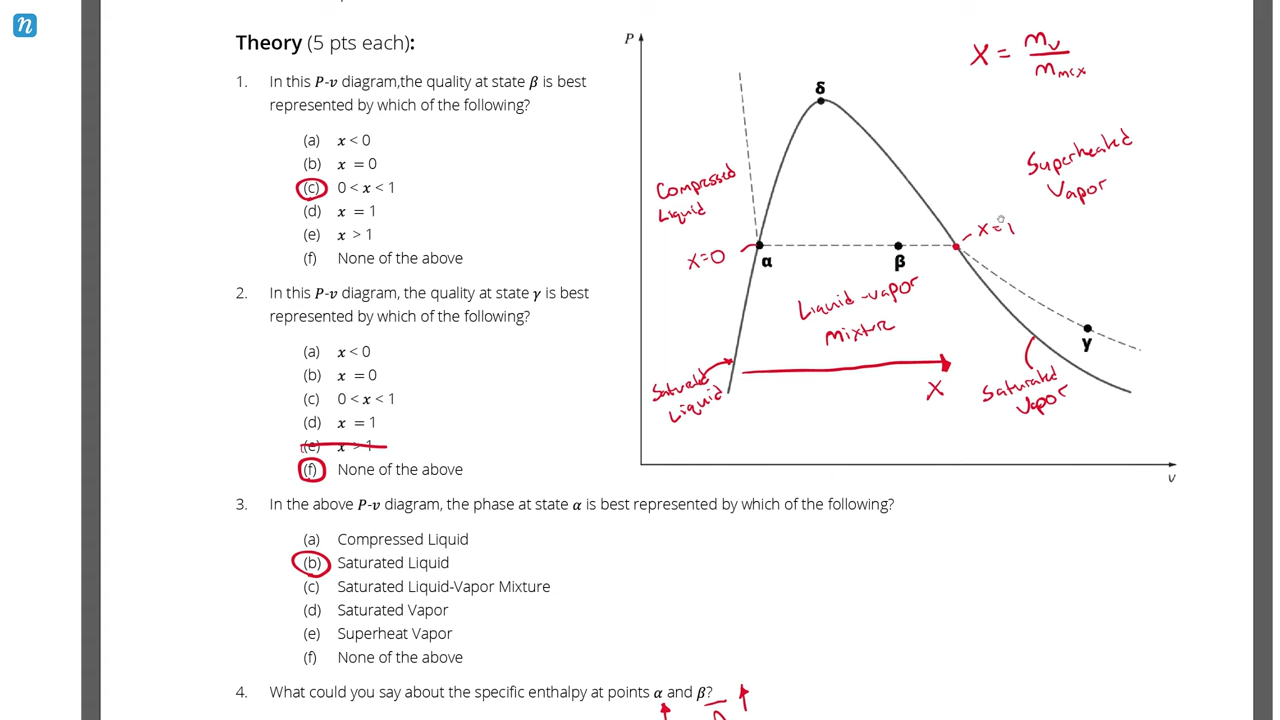 n
Theory (5 pts each):
1. In this P-v diagram,the quality at state β is best
represented by which of the following?
(a) x < 0
(b) x = 0
(c) 0 < x < 1
(d) x = 1
(e) x > 1
(f) None of the above
2. In this P-v diagram, the quality at state γ is best
represented by which of the following?
(a) x < 0
(b) x = 0
(c) 0 < x < 1
(d) x = 1
(e) x > 1
(f) None of the above
P
δ
X = mv / mmix
Compressed
Liquid
Superheated
Vapor
X=0
α
β
X=1
Liquid-vapor
mixture
γ
Saturated
Liquid
X
Saturated
Vapor
v
3. In the above P-v diagram, the phase at state α is best represented by which of the following?
(a) Compressed Liquid
(b) Saturated Liquid
(c) Saturated Liquid-Vapor Mixture
(d) Saturated Vapor
(e) Superheat Vapor
(f) None of the above
4. What could you say about the specific enthalpy at points α and β?